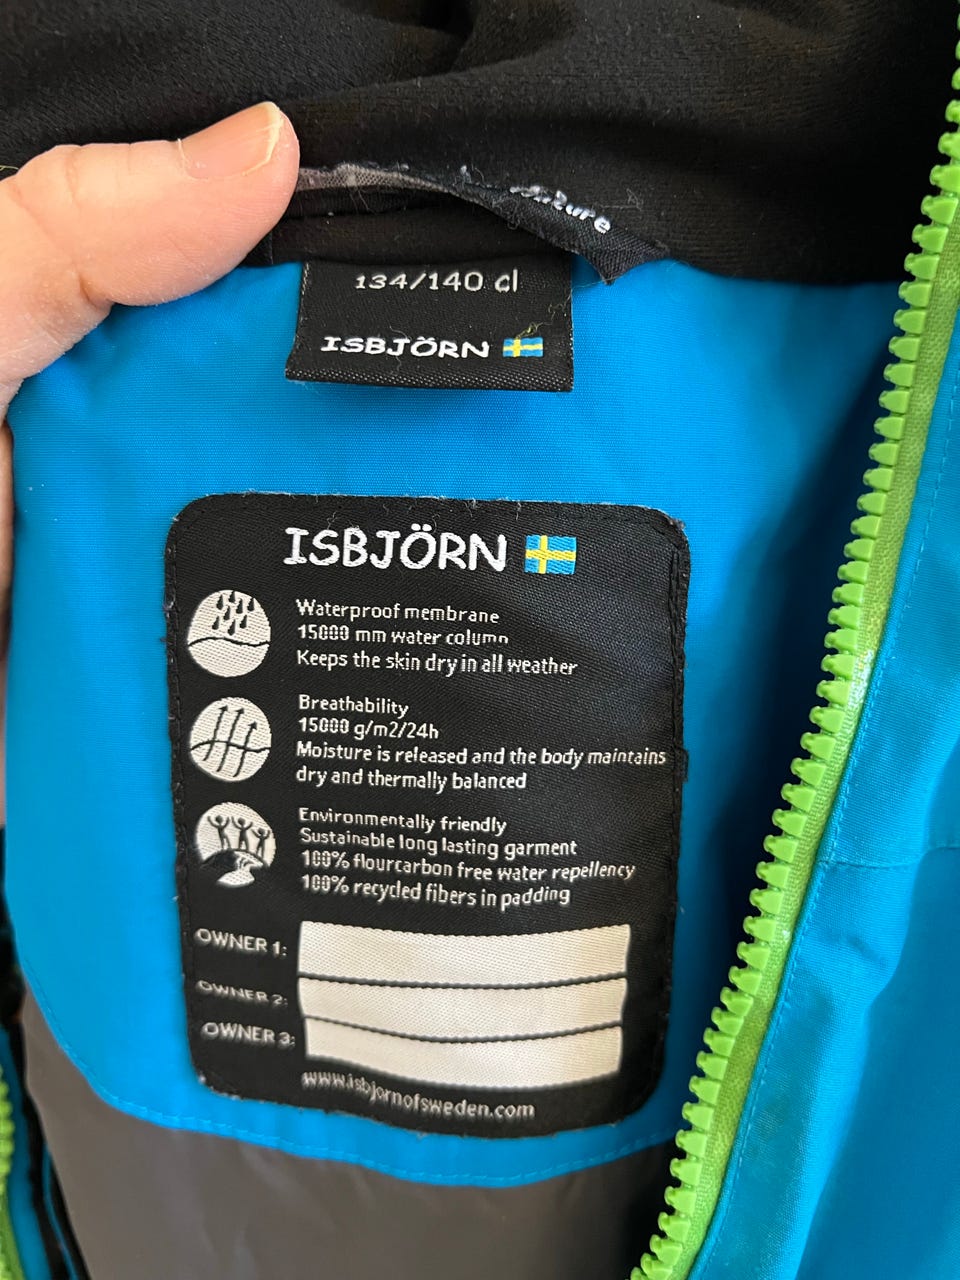 134/140 cl
ISBJÖRN
ISBJÖRN
Waterproof membrane
15000 mm water column
Keeps the skin dry in all weather
Breathability
15000 g/m2/24h
Moisture is released and the body maintains
dry and thermally balanced
Environmentally friendly
Sustainable long lasting garment
100% flourcarbon free water repellency
100% recycled fibers in padding
OWNER 1:
OWNER 2:
OWNER 3:
www.isbjornofsweden.com